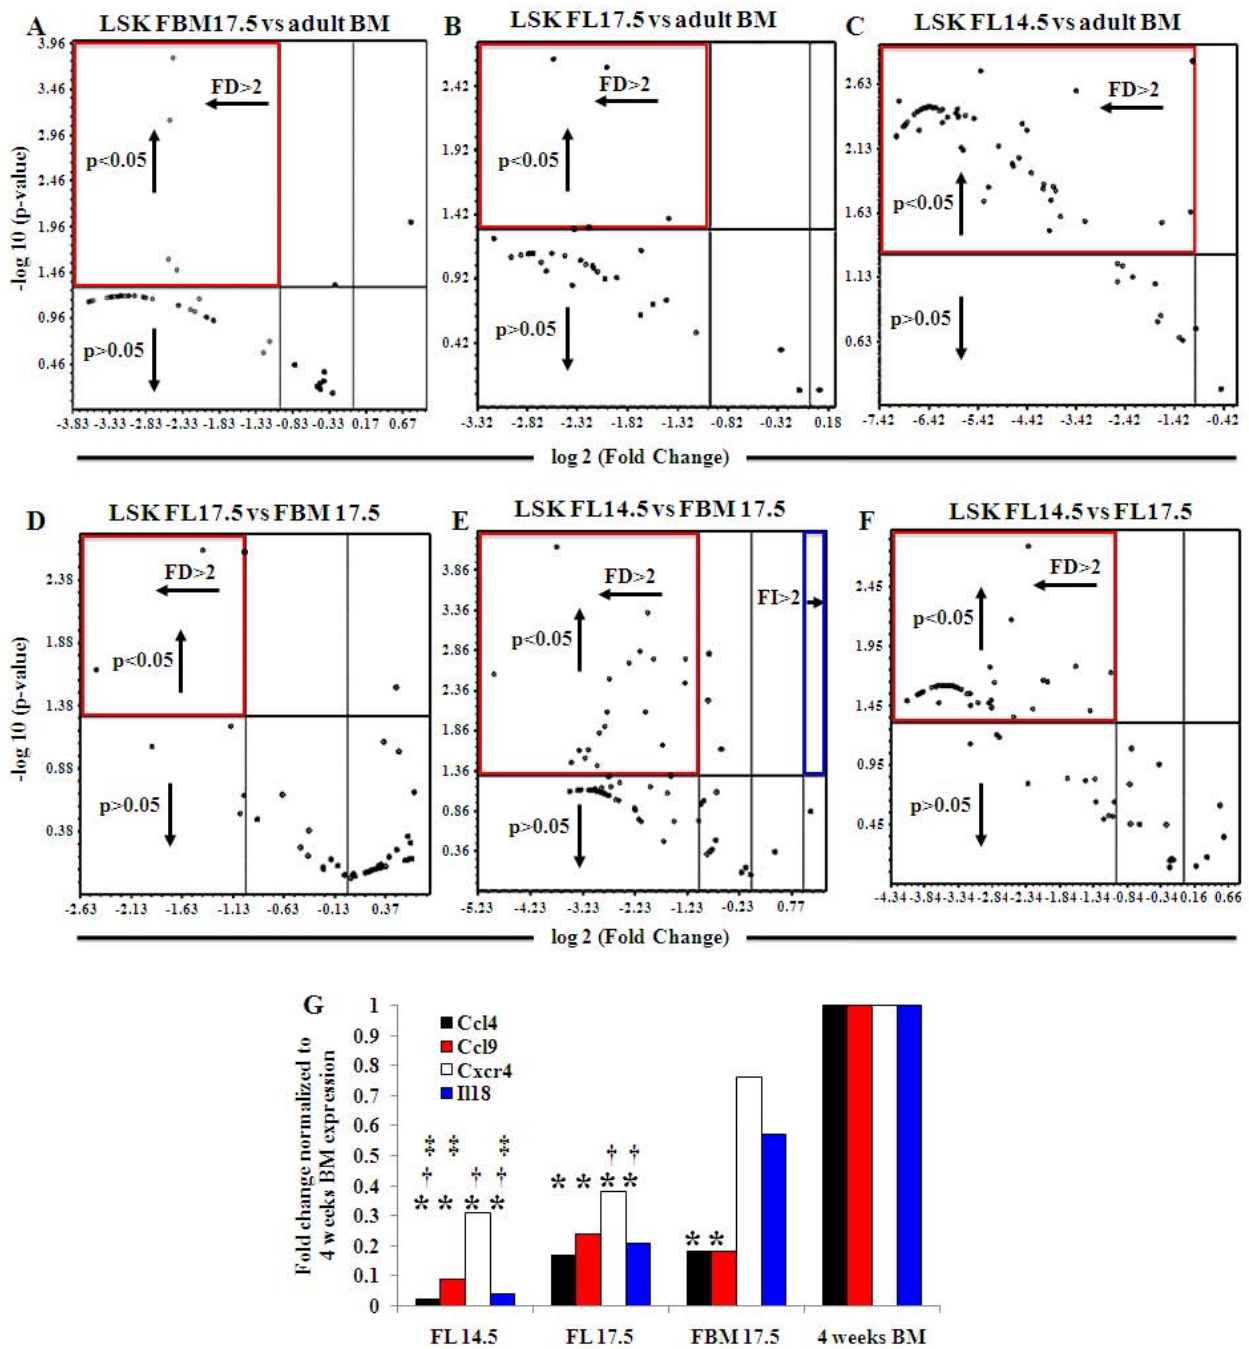 A
LSK FBM17.5 vs adult BM
3.96
3.46
2.96
2.46
1.96
1.46
0.96
0.46
-log 10 (p-value)
FD>2
p<0.05
p>0.05
-3.83 -3.33 -2.83 -2.33 -1.83 -1.33 -0.83 -0.33 0.17 0.67
B
LSK FL17.5 vs adult BM
2.42
1.92
1.42
0.92
0.42
FD>2
p<0.05
p>0.05
-3.32 -2.82 -2.32 -1.82 -1.32 -0.82 -0.32 0.18
C
LSK FL14.5 vs adult BM
2.63
2.13
1.63
1.13
0.63
FD>2
p<0.05
p>0.05
-7.42 -6.42 -5.42 -4.42 -3.42 -2.42 -1.42 -0.42
log 2 (Fold Change)
D
LSK FL17.5 vs FBM 17.5
2.38
1.88
1.38
0.88
0.38
-log 10 (p-value)
FD>2
p<0.05
p>0.05
-2.63 -2.13 -1.63 -1.13 -0.63 -0.13 0.37
E
LSK FL14.5 vs FBM 17.5
3.86
3.36
2.86
2.36
1.86
1.36
0.86
0.36
FD>2
FI>2
p<0.05
p>0.05
-5.23 -4.23 -3.23 -2.23 -1.23 -0.23 0.77
F
LSK FL14.5 vs FL17.5
2.45
1.95
1.45
0.95
0.45
FD>2
p<0.05
p>0.05
-4.34 -3.84 -3.34 -2.84 -2.34 -1.84 -1.34 -0.84 -0.34 0.16 0.66
log 2 (Fold Change)
G
Fold change normalized to
4 weeks BM expression
1
0.9
0.8
0.7
0.6
0.5
0.4
0.3
0.2
0.1
0
Ccl4
Ccl9
Cxcr4
Il18
‡ ‡ ‡
† † †
* * * *
† †
* * * *
* *
FL 14.5
FL 17.5
FBM 17.5
4 weeks BM